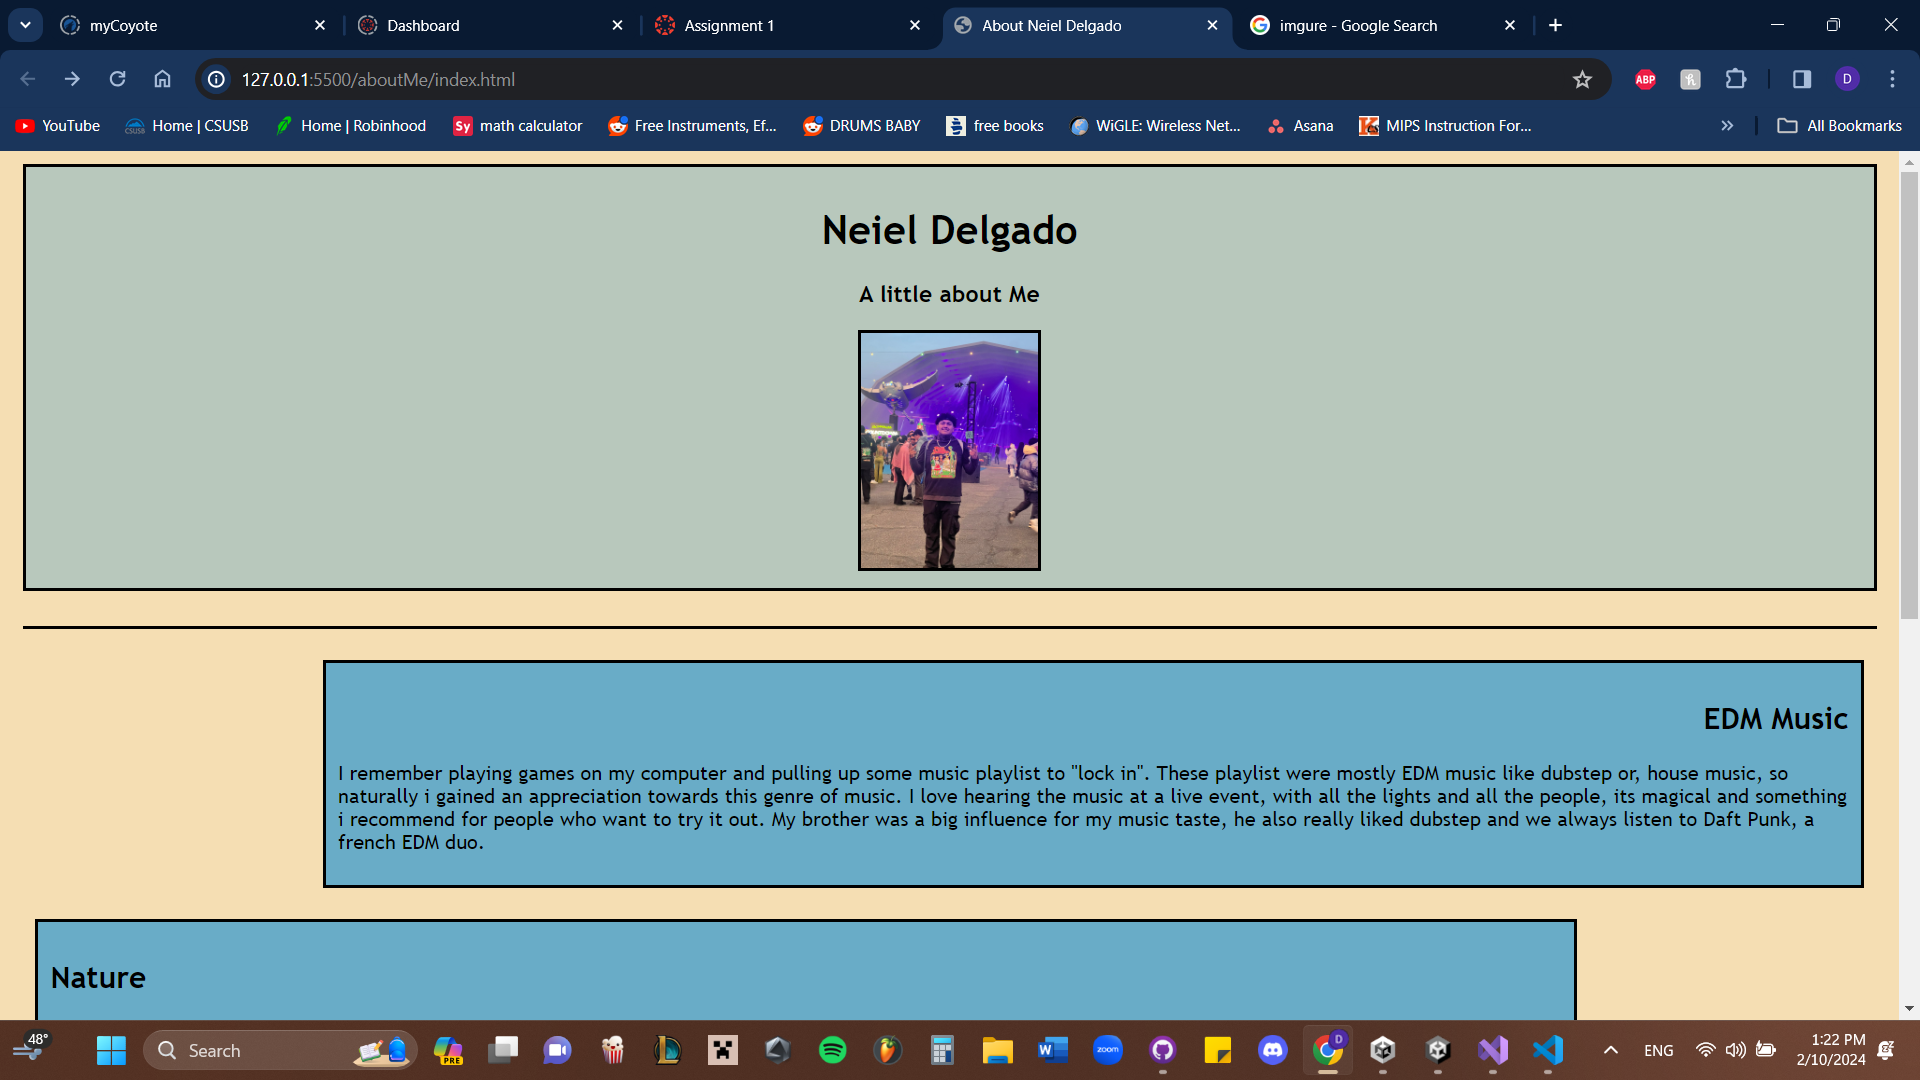 myCoyote
Dashboard
Assignment 1
About Neiel Delgado
imgure - Google Search
127.0.0.1:5500/aboutMe/index.html
ABP
D
YouTube
Home | CSUSB
Home | Robinhood
Sy math calculator
Free Instruments, Ef...
DRUMS BABY
free books
WiGLE: Wireless Net...
Asana
MIPS Instruction For...
All Bookmarks
Neiel Delgado
A little about Me
EDM Music
I remember playing games on my computer and pulling up some music playlist to "lock in". These playlist were mostly EDM music like dubstep or, house music, so
naturally i gained an appreciation towards this genre of music. I love hearing the music at a live event, with all the lights and all the people, its magical and something
i recommend for people who want to try it out. My brother was a big influence for my music taste, he also really liked dubstep and we always listen to Daft Punk, a
french EDM duo.
Nature
48°
Search
PRE
W
zoom
D
ENG
1:22 PM
2/10/2024